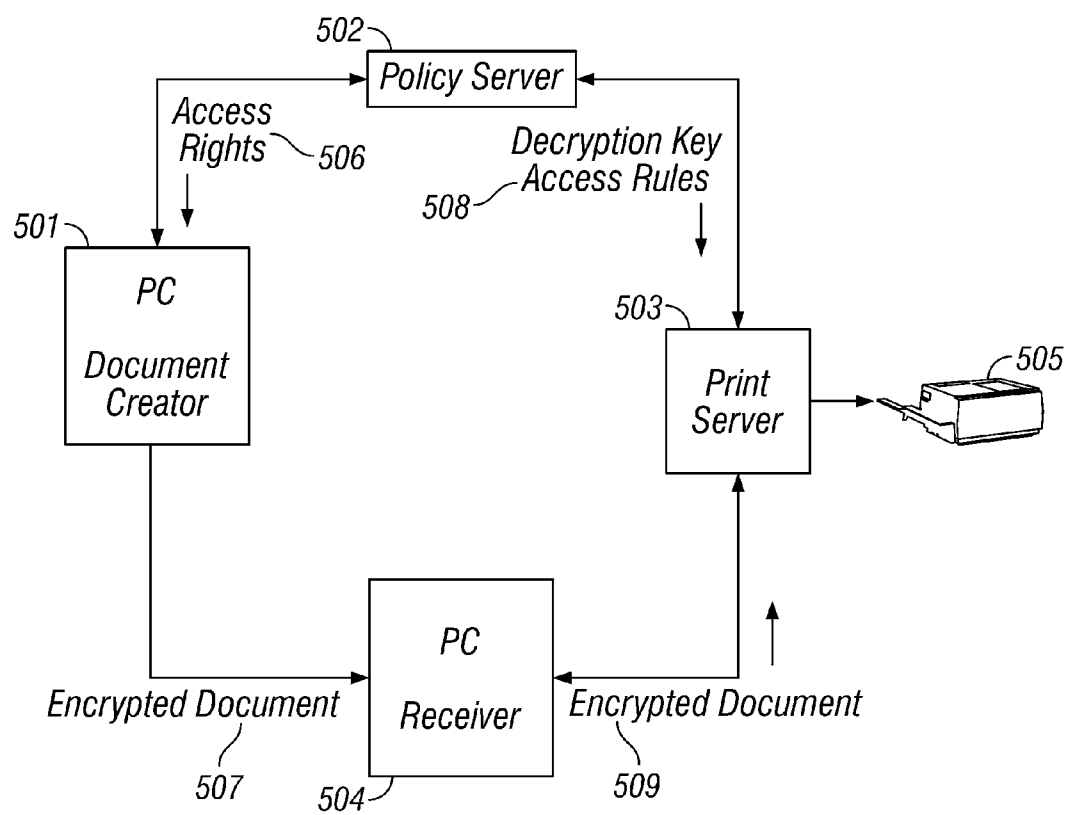 502
Policy Server
Access
Rights
506
Decryption Key
Access Rules
508
501
PC
Document
Creator
503
Print
Server
505
PC
Receiver
504
Encrypted Document
507
Encrypted Document
509